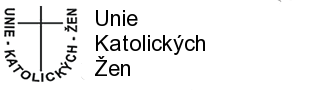 UNIE - KATOLICKÝCH - ŽEN
Unie
Katolických
Žen